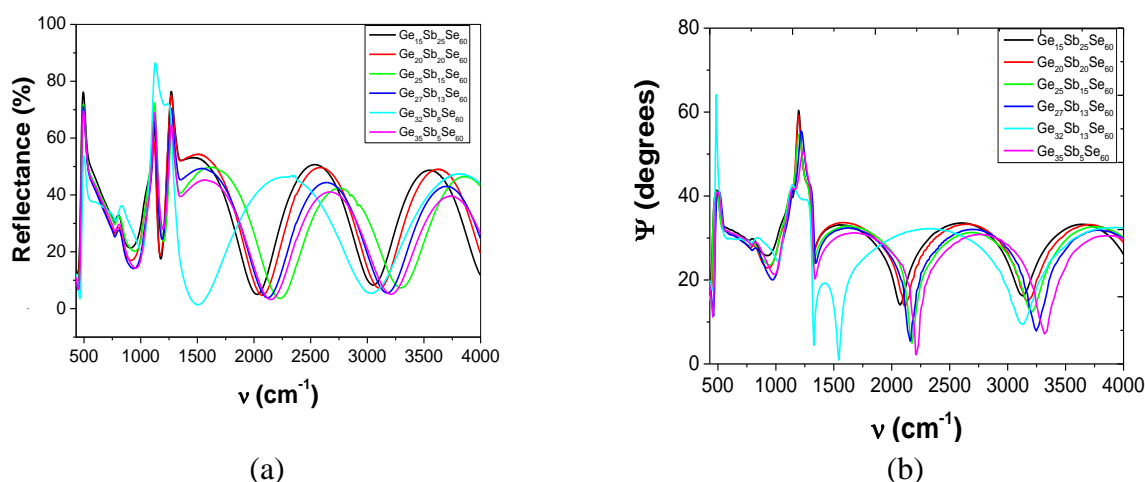 100
80
60
40
20
0
Reflectance (%)
500 1000 1500 2000 2500 3000 3500 4000
ν (cm⁻¹)
Ge₁₅Sb₂₅Se₆₀
Ge₂₀Sb₂₀Se₆₀
Ge₂₅Sb₁₅Se₆₀
Ge₂₇Sb₁₃Se₆₀
Ge₃₂Sb₈Se₆₀
Ge₃₅Sb₅Se₆₀
(a)
80
60
40
20
0
Ψ (degrees)
500 1000 1500 2000 2500 3000 3500 4000
ν (cm⁻¹)
Ge₁₅Sb₂₅Se₆₀
Ge₂₀Sb₂₀Se₆₀
Ge₂₅Sb₁₅Se₆₀
Ge₂₇Sb₁₃Se₆₀
Ge₃₂Sb₁₃Se₆₀
Ge₃₅Sb₅Se₆₀
(b)